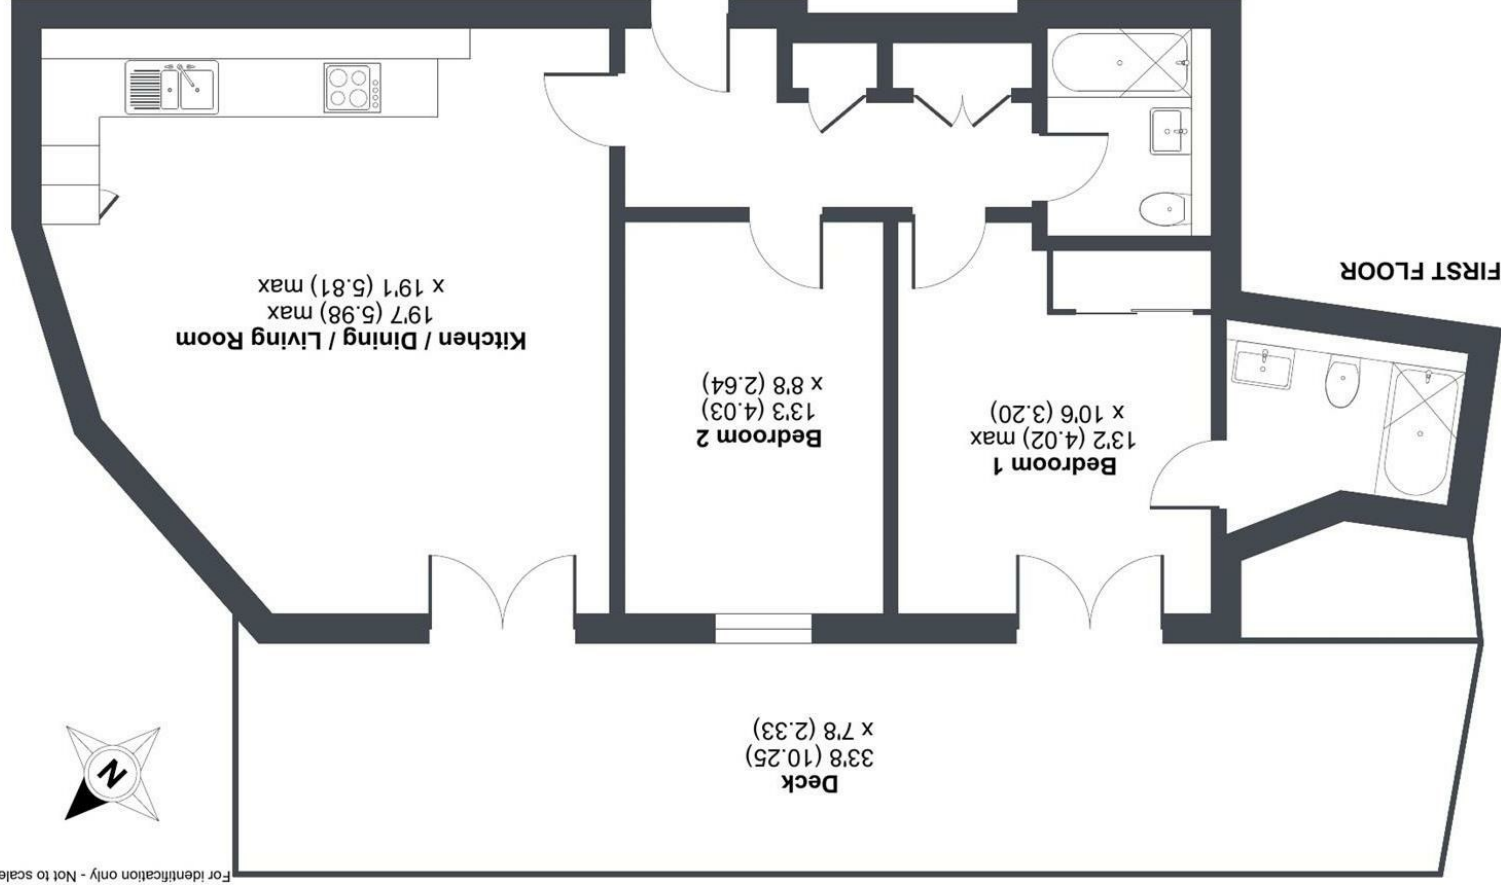 For identification only - Not to scale
N
Deck
33'8 (10.25)
x 7'8 (2.33)
Bedroom 1
13'2 (4.02) max
x 10'6 (3.20)
Bedroom 2
13'3 (4.03)
x 8'8 (2.64)
Kitchen / Dining / Living Room
19'7 (5.98) max
x 19'1 (5.81) max
FIRST FLOOR